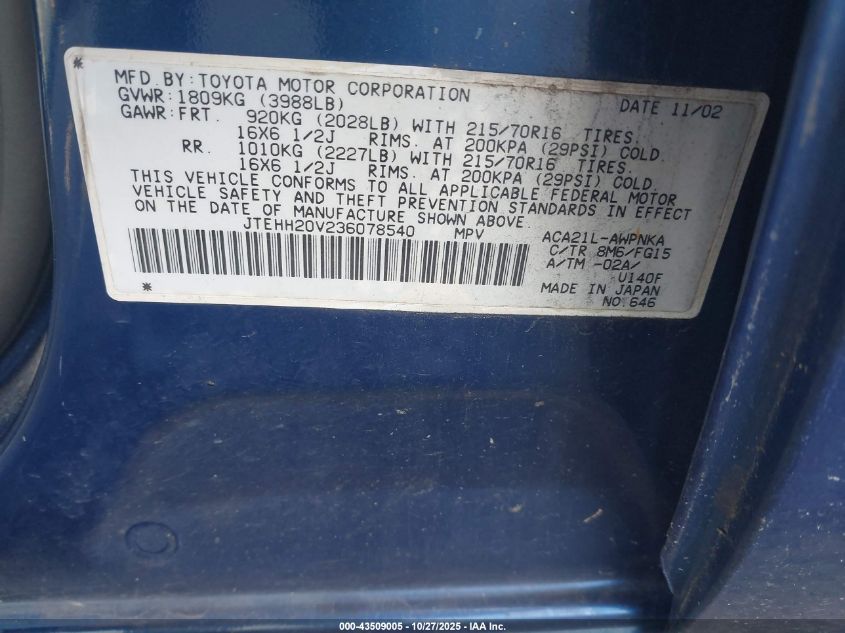 MFD.BY:TOYOTA MOTOR CORPORATION DATE 11/02
GVWR:1809KG (3988LB)
GAWR:FRT. 920KG (2028LB) WITH 215/70R16 TIRES.
16X6 1/2J RIMS. AT 200KPA (29PSI) COLD.
RR. 1010KG (2227LB) WITH 215/70R16 TIRES.
16X6 1/2J RIMS. AT 200KPA (29PSI) COLD.
THIS VEHICLE CONFORMS TO ALL APPLICABLE FEDERAL MOTOR
VEHICLE SAFETY AND THEFT PREVENTION STANDARDS IN EFFECT
ON THE DATE OF MANUFACTURE SHOWN ABOVE.
JTEHH20V236078540 MPV ACA21L-AWPNKA
C/TR 8M6/FG15
A/TM -02A/
U140F
MADE IN JAPAN
NO.646
000-43509005 - 10/27/2025 - IAA Inc.